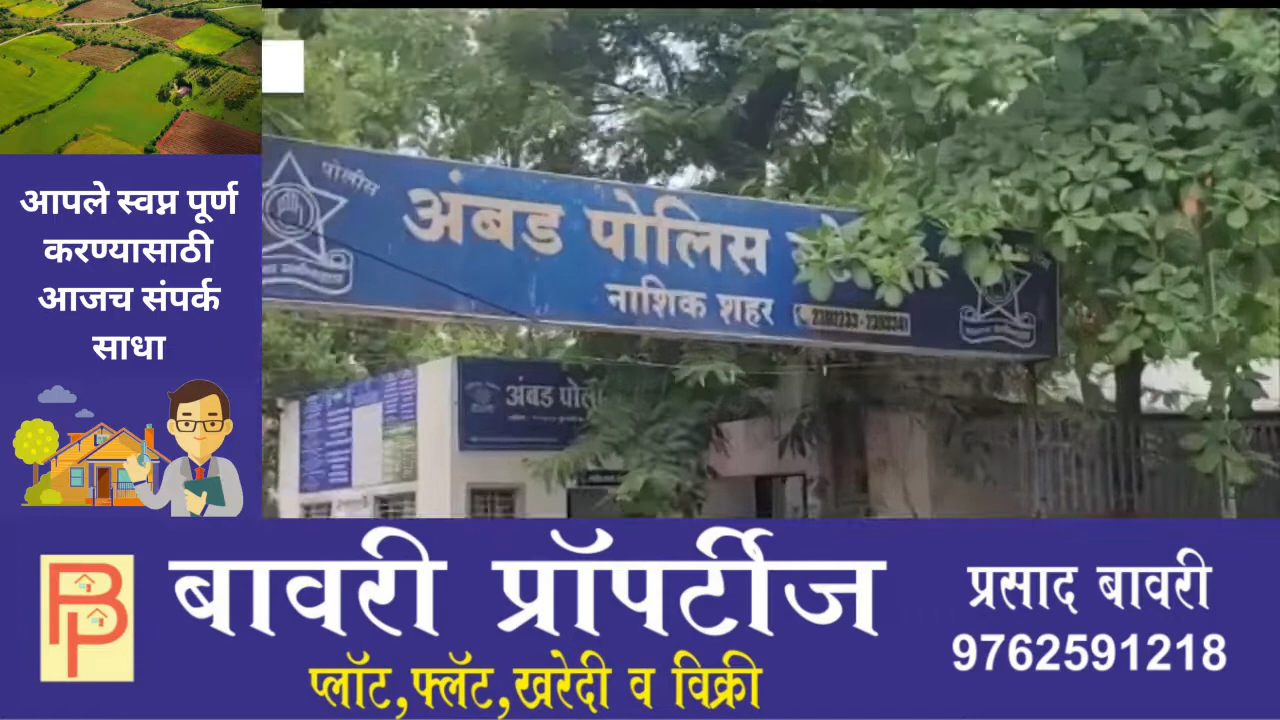 आपले स्वप्न पूर्ण
करण्यासाठी
आजच संपर्क
साधा
पोलीस
अंबड पोलिस
नाशिक शहर
अंबड
बावरी प्रॉपर्टीज
प्लॉट,फ्लॅट,खरेदी व विक्री
प्रसाद बावरी
9762591218